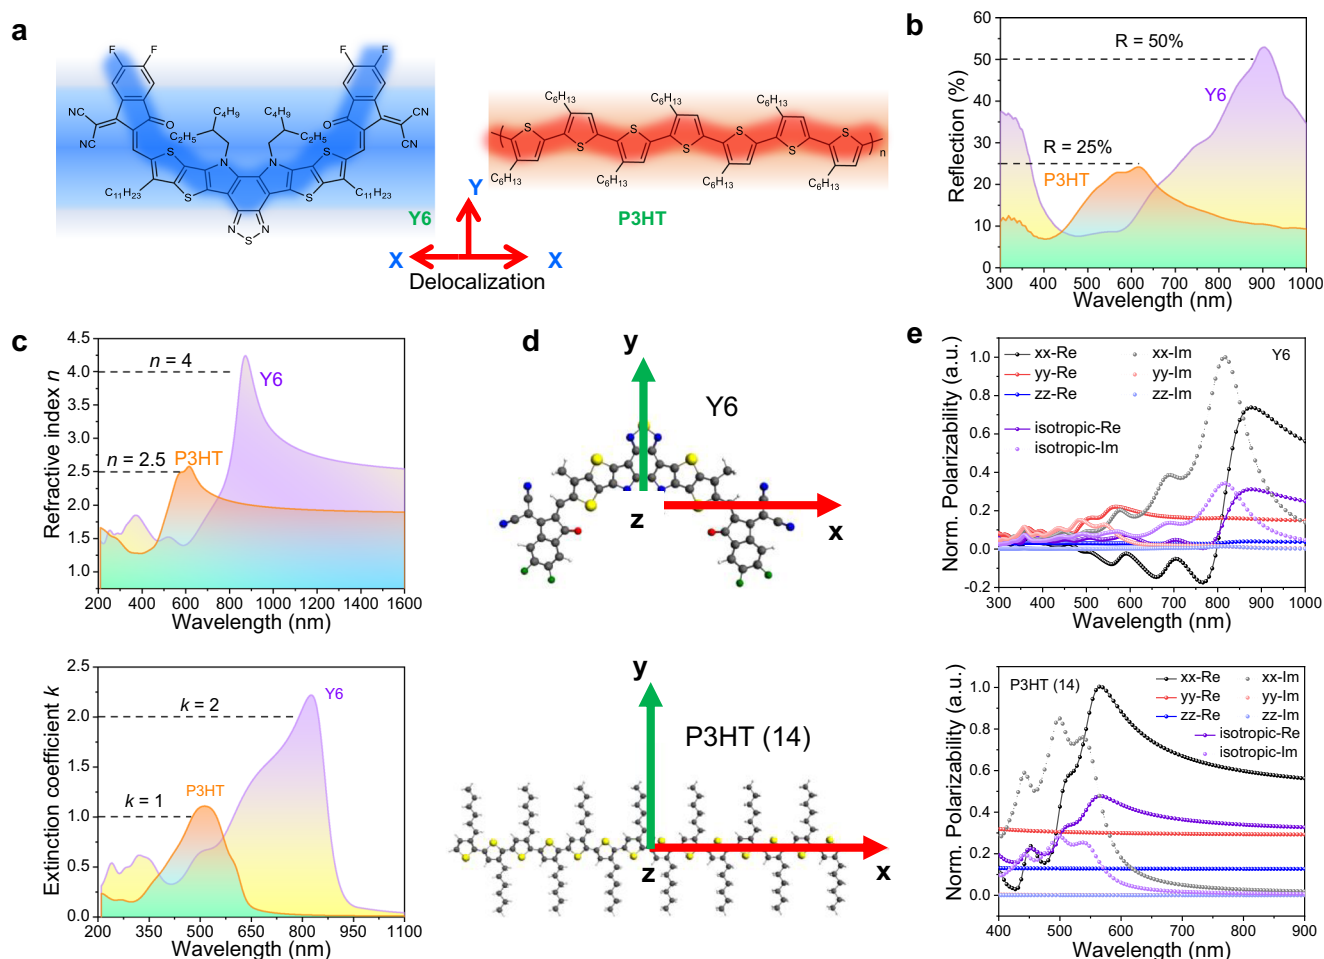 a
F
F
F
F
CN
NC
O
C4H9
C2H5
C4H9
C2H5
O
CN
CN
S
N
N
S
C11H23
S
S
C11H23
N
N
S
Y6
C6H13
C6H13
C6H13
S
S
S
S
S
S
S
n
C6H13
C6H13
C6H13
C6H13
P3HT
Y
X
X
Delocalization
b
Reflection (%)
60
50
40
30
20
10
0
R = 50%
Y6
R = 25%
P3HT
300 400 500 600 700 800 900 1000
Wavelength (nm)
c
Refractive index n
4.5
4.0
3.5
3.0
2.5
2.0
1.5
1.0
n = 4
Y6
n = 2.5
P3HT
200 400 600 800 1000 1200 1400 1600
Wavelength (nm)
Extinction coefficient k
2.5
2.0
1.5
1.0
0.5
0.0
k = 2
Y6
k = 1
P3HT
200 350 500 650 800 950 1100
Wavelength (nm)
d
y
Y6
z
x
y
P3HT (14)
z
x
e
Norm. Polarizability (a.u.)
1.0
0.8
0.6
0.4
0.2
0.0
-0.2
xx-Re
yy-Re
zz-Re
xx-Im
yy-Im
zz-Im
isotropic-Re
isotropic-Im
Y6
300 400 500 600 700 800 900 1000
Wavelength (nm)
Norm. Polarizability (a.u.)
1.0
0.8
0.6
0.4
0.2
0.0
P3HT (14)
xx-Re
yy-Re
zz-Re
xx-Im
yy-Im
zz-Im
isotropic-Re
isotropic-Im
400 500 600 700 800 900
Wavelength (nm)